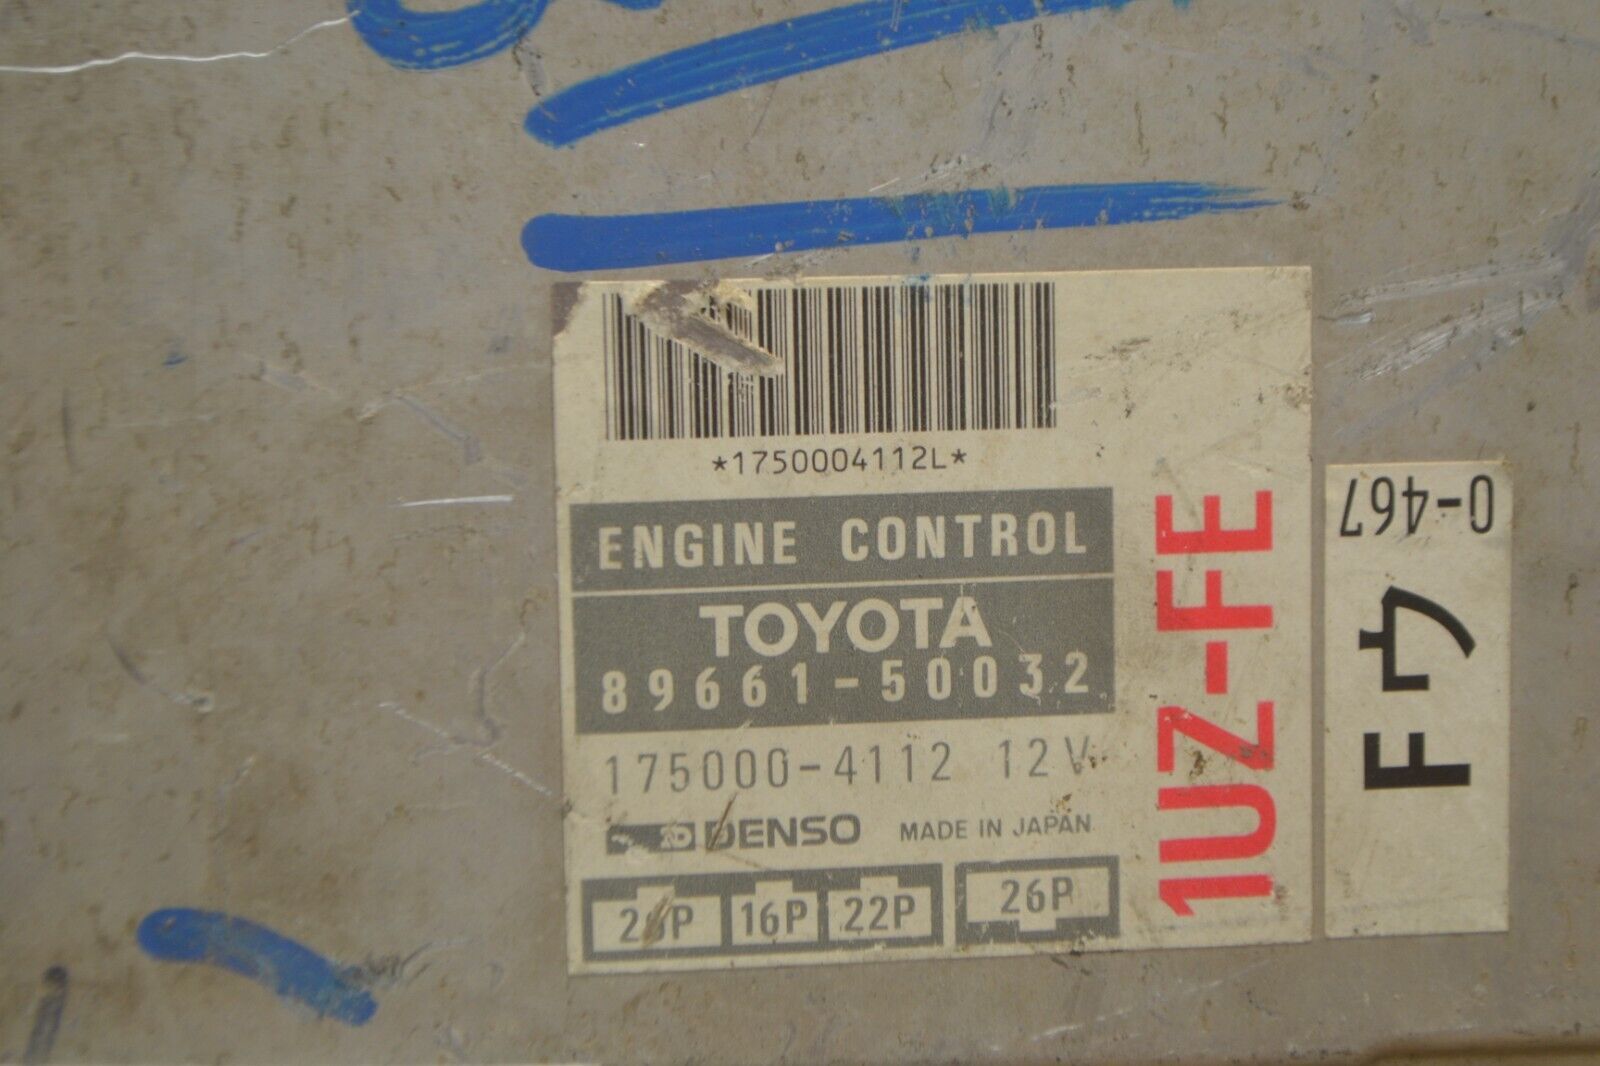 *1750004112L*
ENGINE CONTROL
TOYOTA
89661-50032
175000-4112 12V
DENSO MADE IN JAPAN
16P 22P 26P
1UZ-FE
0-467
Fウ